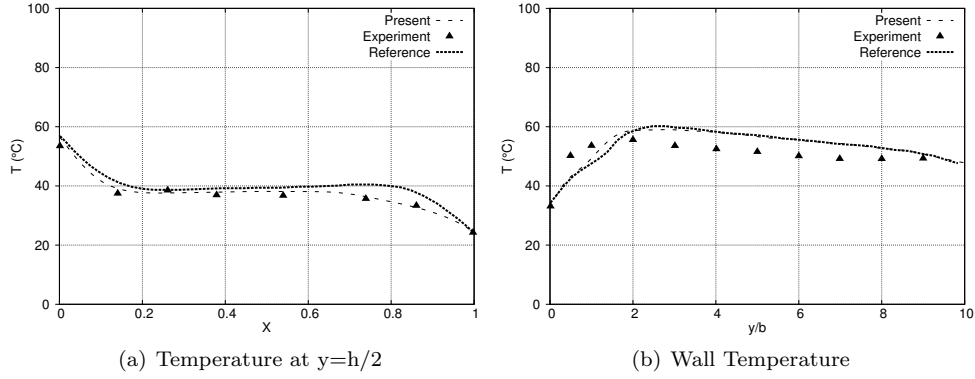 Present
Experiment
Reference
100
80
60
40
20
0
T (°C)
0 0.2 0.4 0.6 0.8 1
X
(a) Temperature at y=h/2
Present
Experiment
Reference
100
80
60
40
20
0
T (°C)
0 2 4 6 8 10
y/b
(b) Wall Temperature